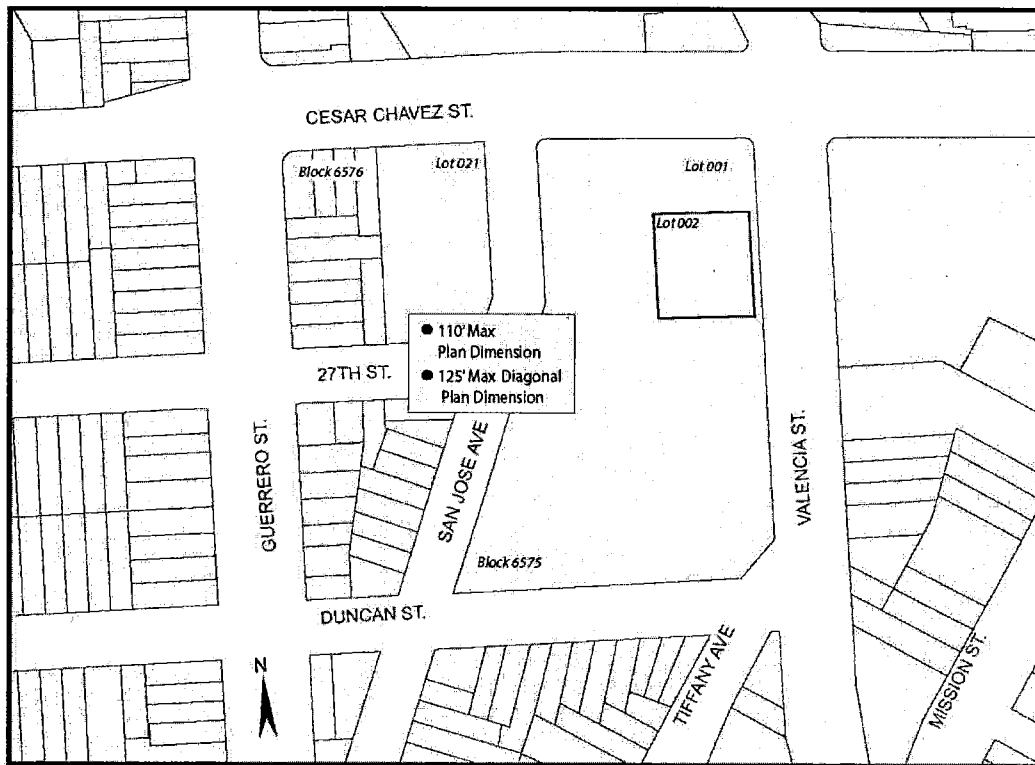 CESAR CHAVEZ ST.
Block 6576
Lot 021
Lot 001
Lot 002
● 110' Max
Plan Dimension
● 125' Max Diagonal
Plan Dimension
27TH ST.
GUERRERO ST.
SAN JOSE AVE
VALENCIA ST.
Block 6575
DUNCAN ST.
TIFFANY AVE
MISSION ST.
N